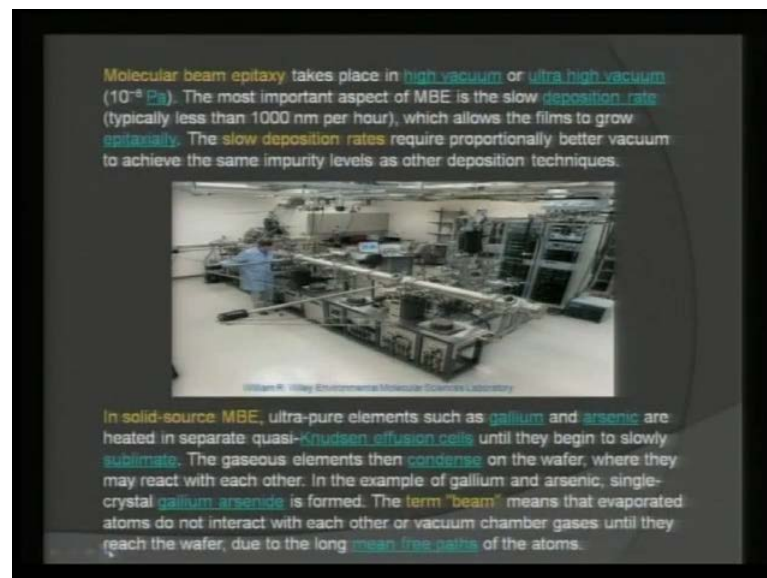 Molecular beam epitaxy takes place in high vacuum or ultra high vacuum
(10⁻⁸ Pa). The most important aspect of MBE is the slow deposition rate
(typically less than 1000 nm per hour), which allows the films to grow
epitaxially. The slow deposition rates require proportionally better vacuum
to achieve the same impurity levels as other deposition techniques.
William R. Wiley Environmental Molecular Sciences Laboratory
In solid-source MBE, ultra-pure elements such as gallium and arsenic are
heated in separate quasi-Knudsen effusion cells until they begin to slowly
sublimate. The gaseous elements then condense on the wafer, where they
may react with each other. In the example of gallium and arsenic, single-
crystal gallium arsenide is formed. The term "beam" means that evaporated
atoms do not interact with each other or vacuum chamber gases until they
reach the wafer, due to the long mean free paths of the atoms.